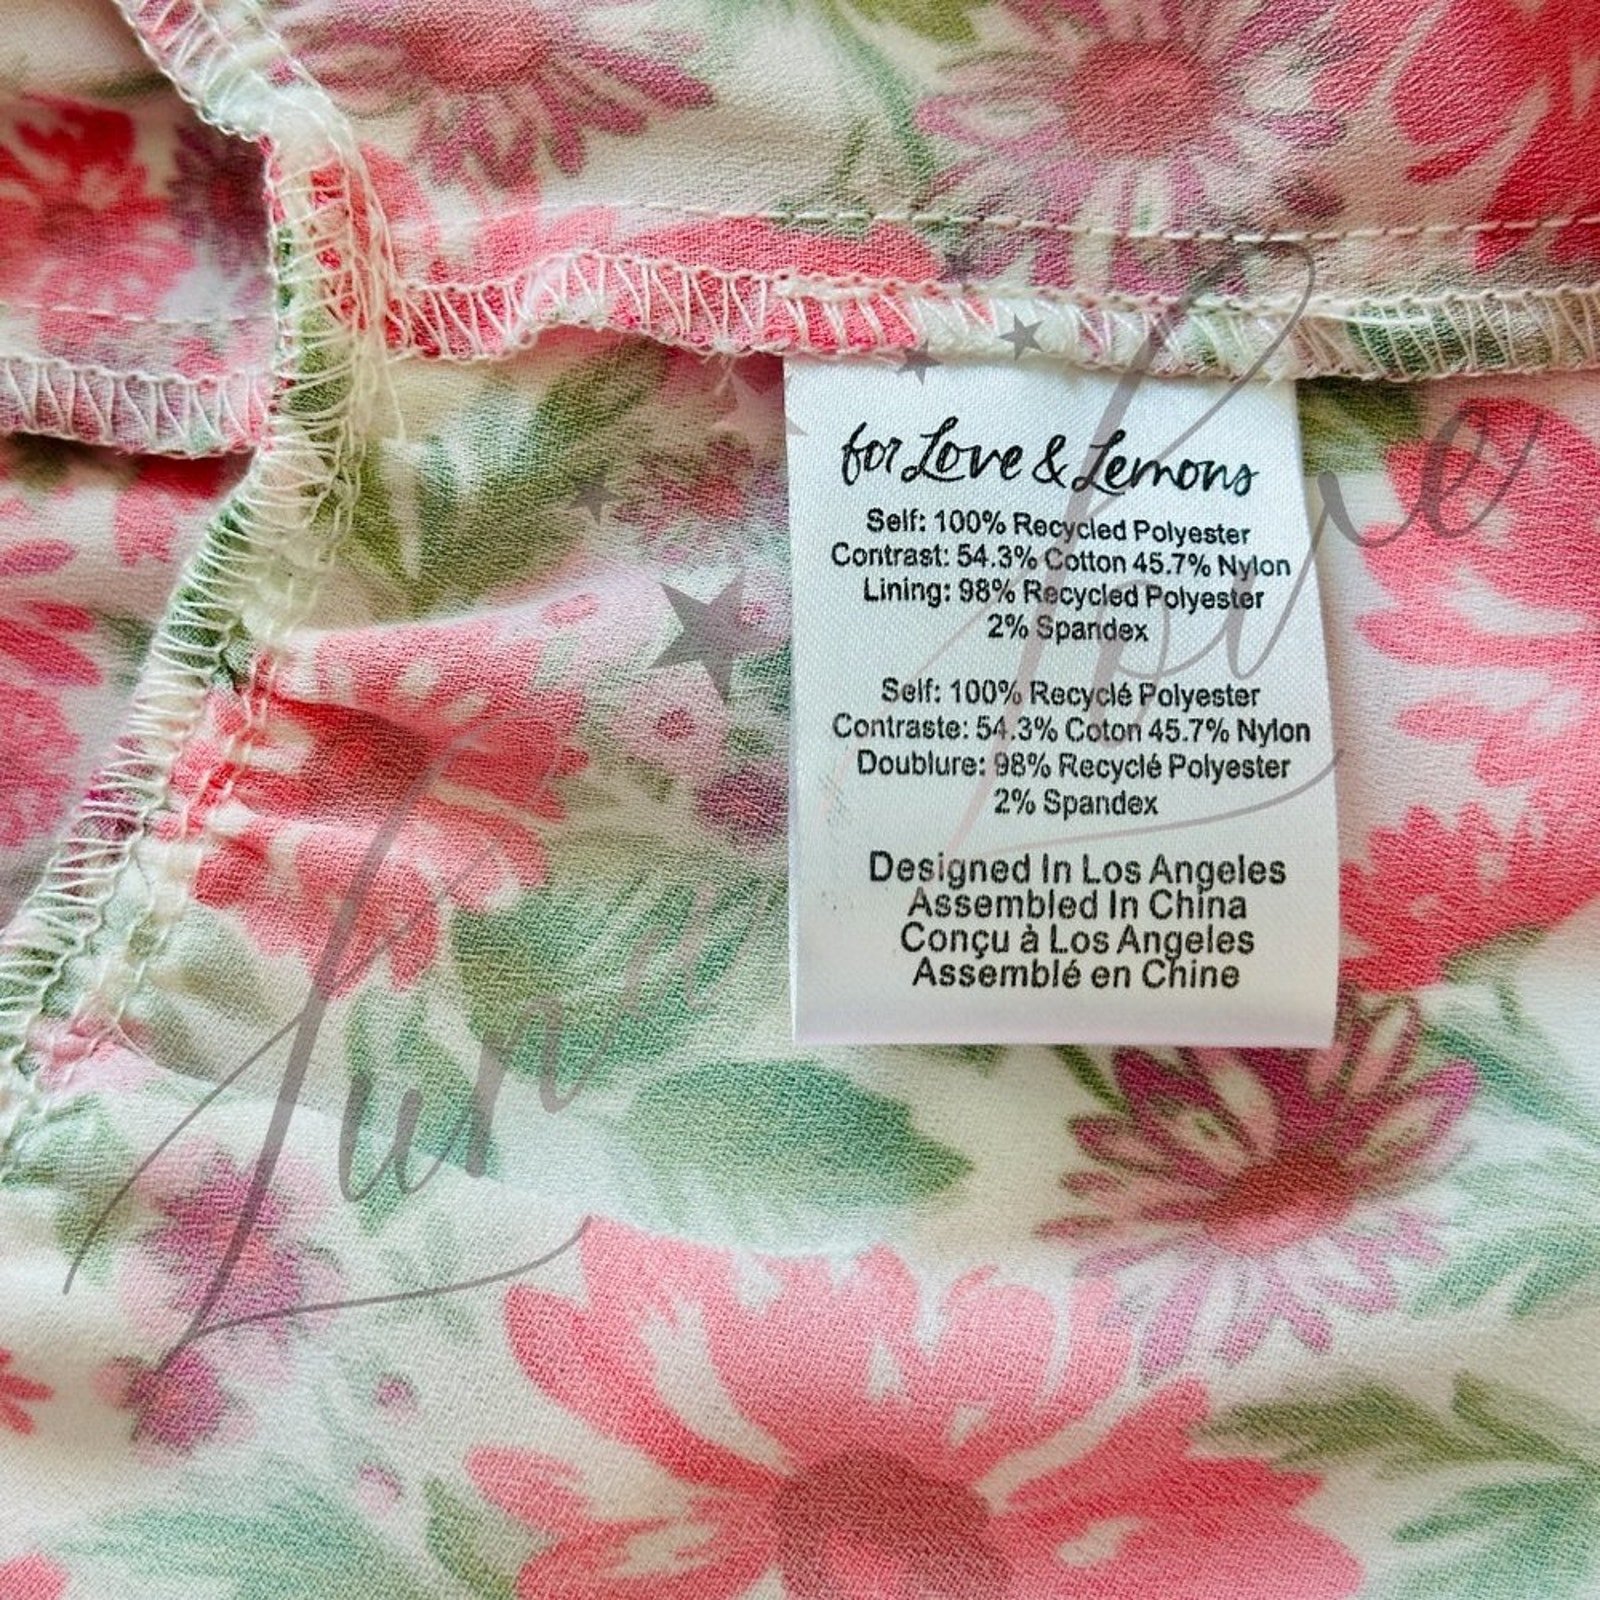 for Love & Lemons
Self: 100% Recycled Polyester
Contrast: 54.3% Cotton 45.7% Nylon
Lining: 98% Recycled Polyester
2% Spandex
Self: 100% Recyclé Polyester
Contraste: 54.3% Coton 45.7% Nylon
Doublure: 98% Recyclé Polyester
2% Spandex
Designed In Los Angeles
Assembled In China
Conçu à Los Angeles
Assemblé en Chine